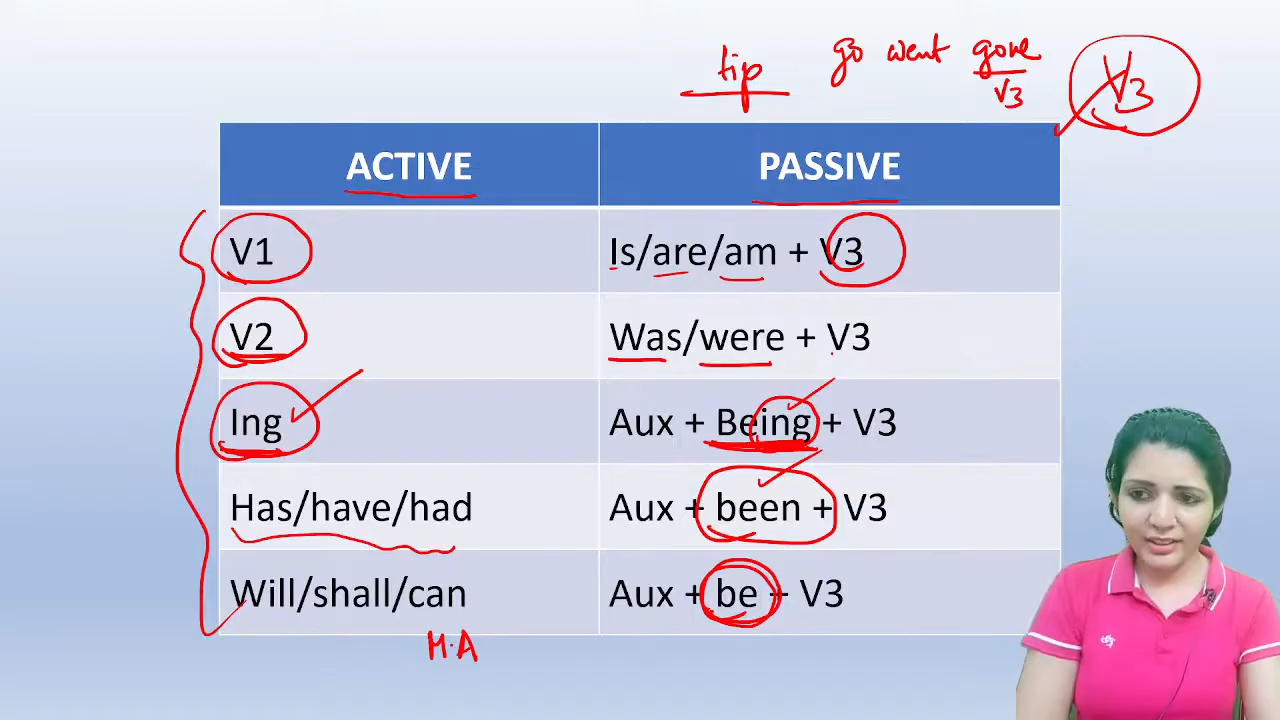 tip go went gone V3
V3
ACTIVE PASSIVE
V1 Is/are/am + V3
V2 Was/were + V3
Ing Aux + Being + V3
Has/have/had Aux + been + V3
Will/shall/can Aux + be + V3
M.A